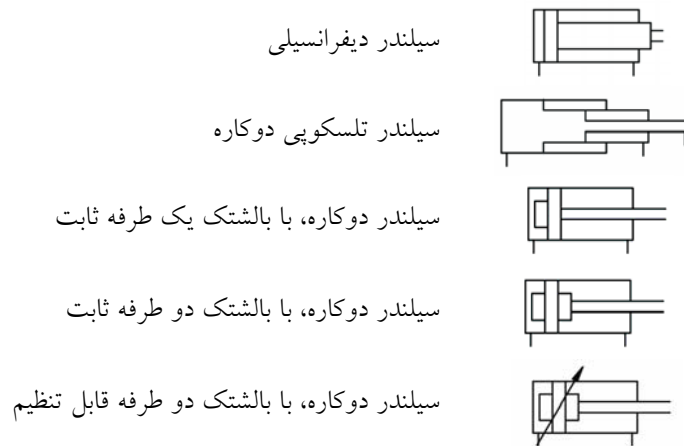 سیلندر دیفرانسیلی
سیلندر تلسکوپی دوکاره
سیلندر دوکاره، با بالشتک یک طرفه ثابت
سیلندر دوکاره، با بالشتک دو طرفه ثابت
سیلندر دوکاره، با بالشتک دو طرفه قابل تنظیم